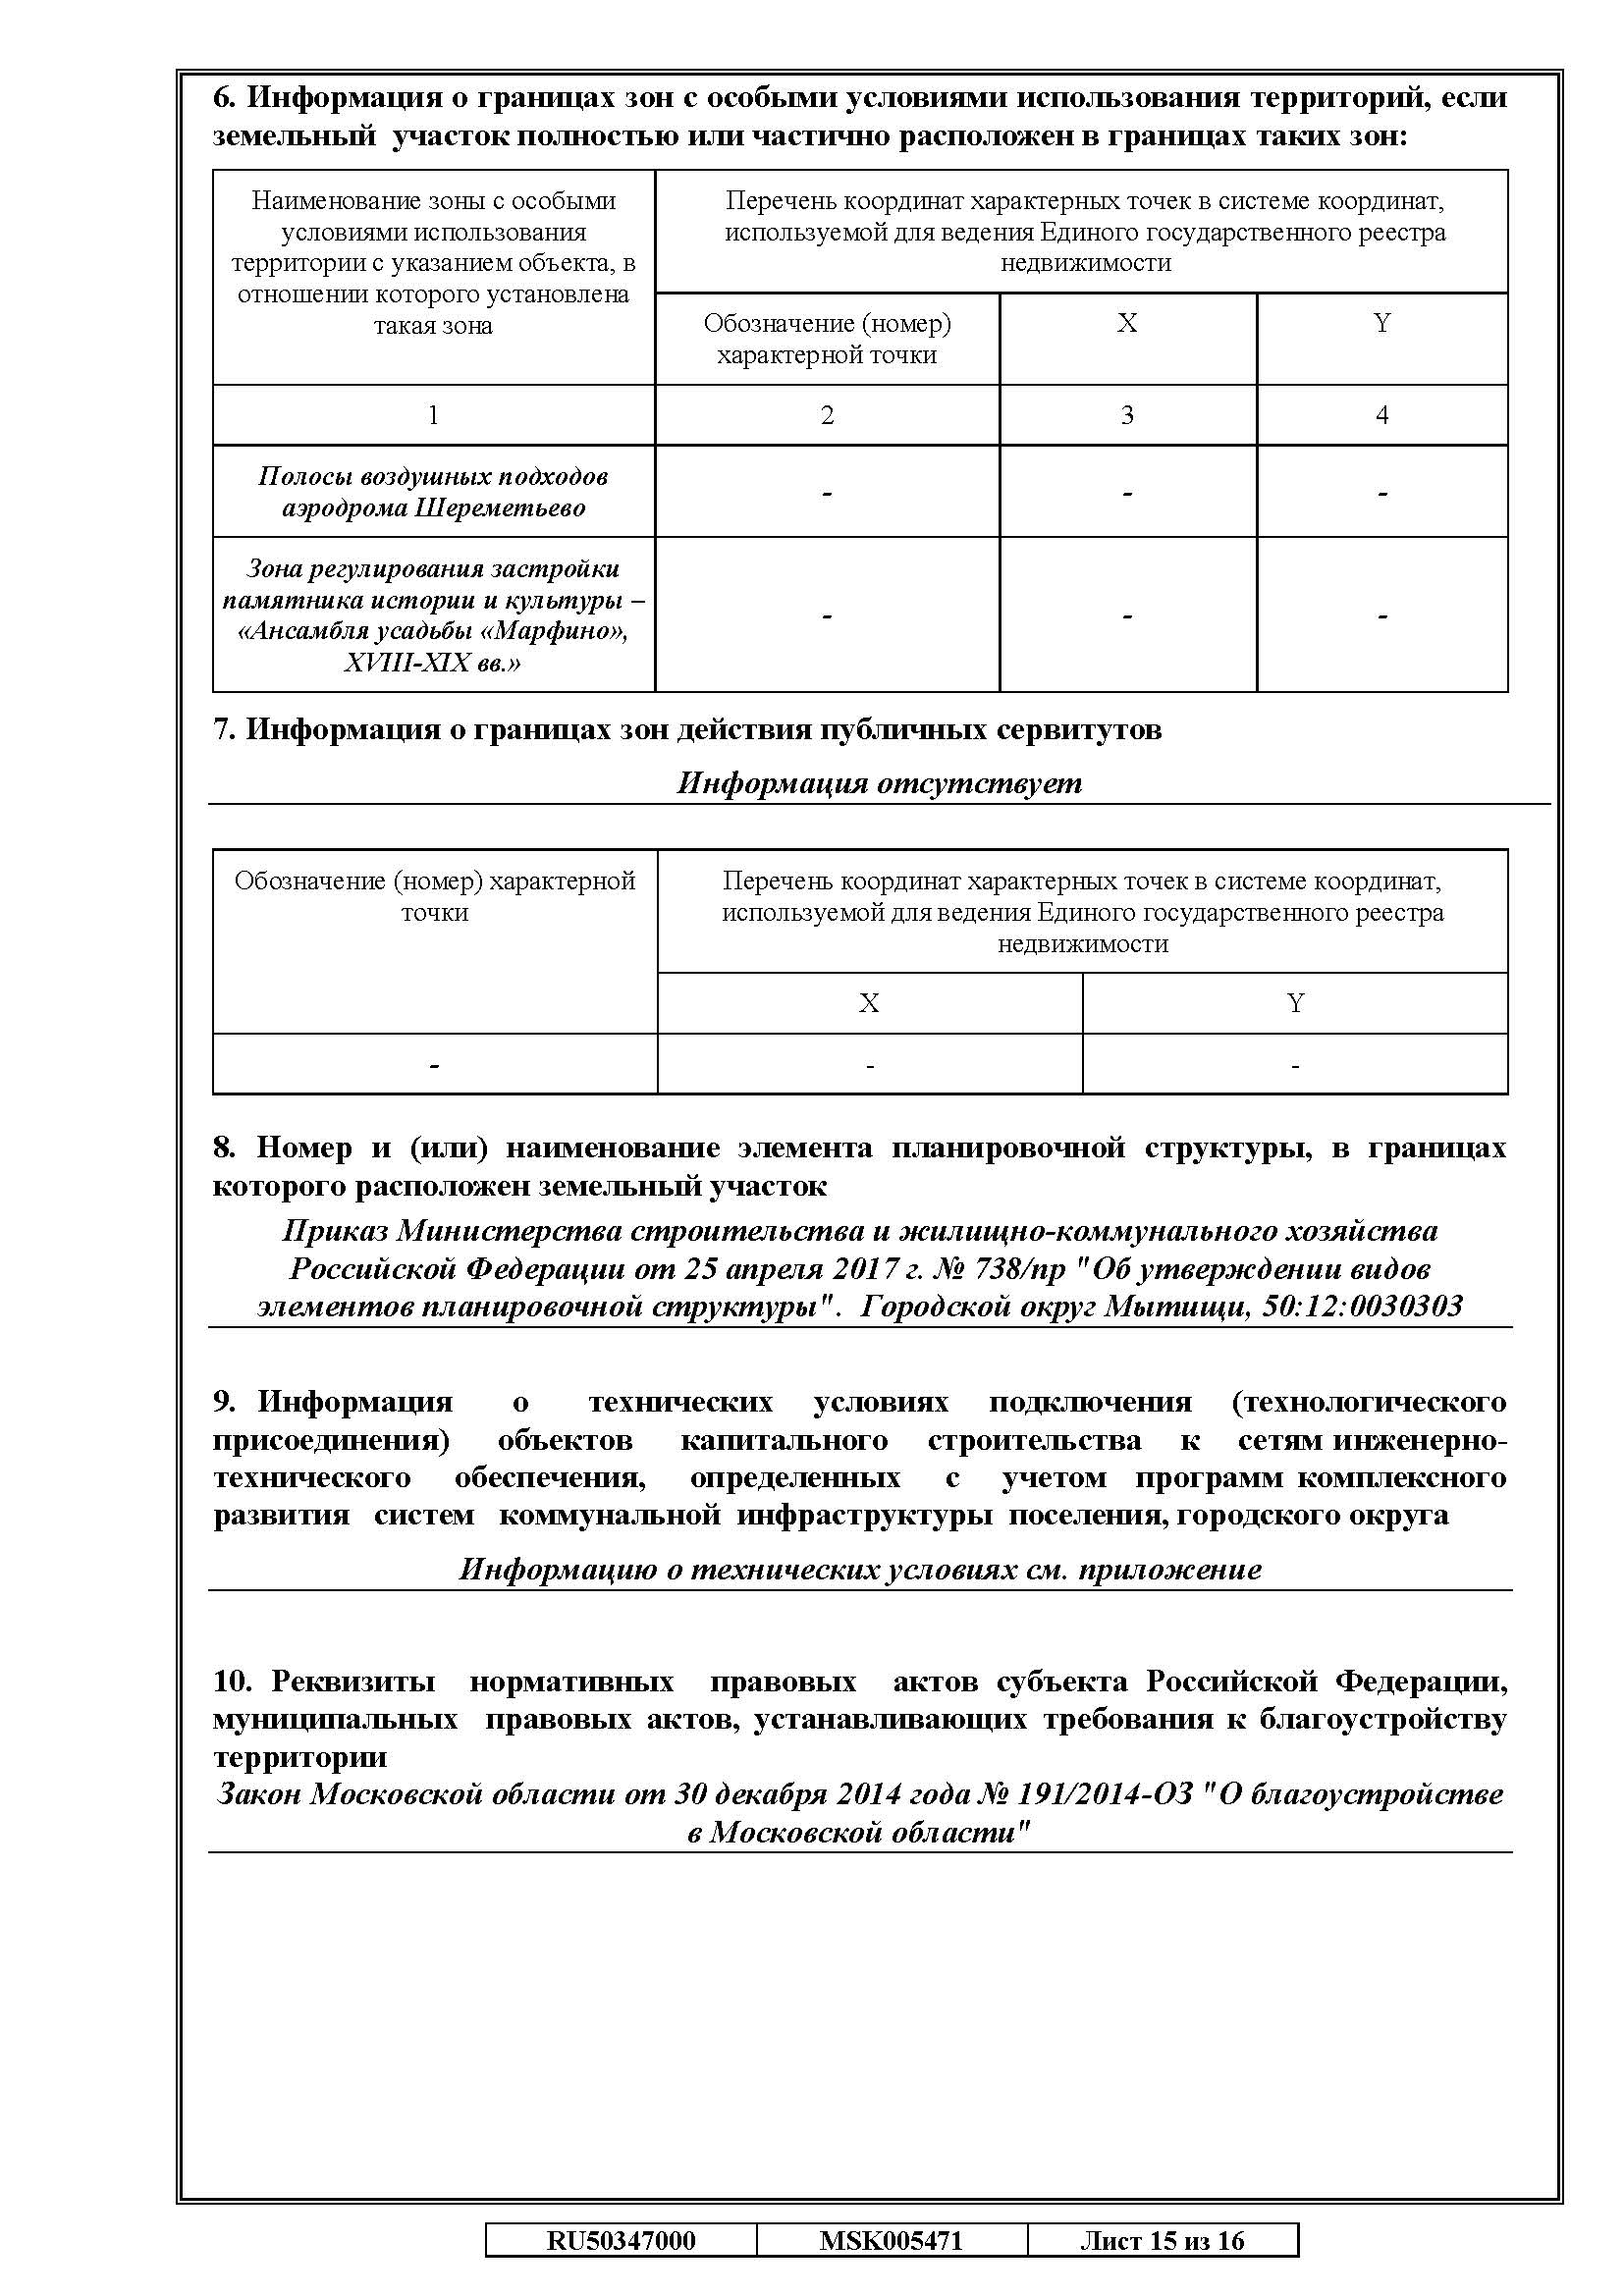 6. Информация о границах зон с особыми условиями использования территорий, если
земельный участок полностью или частично расположен в границах таких зон:
Наименование зоны с особыми
условиями использования
территории с указанием объекта, в
отношении которого установлена
такая зона
Перечень координат характерных точек в системе координат,
используемой для ведения Единого государственного реестра
недвижимости
Обозначение (номер)
характерной точки
X
Y
1
2
3
4
Полосы воздушных подходов
аэродрома Шереметьево
-
-
-
Зона регулирования застройки
памятника истории и культуры –
«Ансамбля усадьбы «Марфино»,
XVIII-XIX вв.»
-
-
-
7. Информация о границах зон действия публичных сервитутов
Информация отсутствует
Обозначение (номер) характерной
точки
Перечень координат характерных точек в системе координат,
используемой для ведения Единого государственного реестра
недвижимости
X
Y
-
-
-
8. Номер и (или) наименование элемента планировочной структуры, в границах
которого расположен земельный участок
Приказ Министерства строительства и жилищно-коммунального хозяйства
Российской Федерации от 25 апреля 2017 г. № 738/пр "Об утверждении видов
элементов планировочной структуры". Городской округ Мытищи, 50:12:0030303
9. Информация о технических условиях подключения (технологического
присоединения) объектов капитального строительства к сетям инженерно-
технического обеспечения, определенных с учетом программ комплексного
развития систем коммунальной инфраструктуры поселения, городского округа
Информацию о технических условиях см. приложение
10. Реквизиты нормативных правовых актов субъекта Российской Федерации,
муниципальных правовых актов, устанавливающих требования к благоустройству
территории
Закон Московской области от 30 декабря 2014 года № 191/2014-ОЗ "О благоустройстве
в Московской области"
RU50347000
MSK005471
Лист 15 из 16